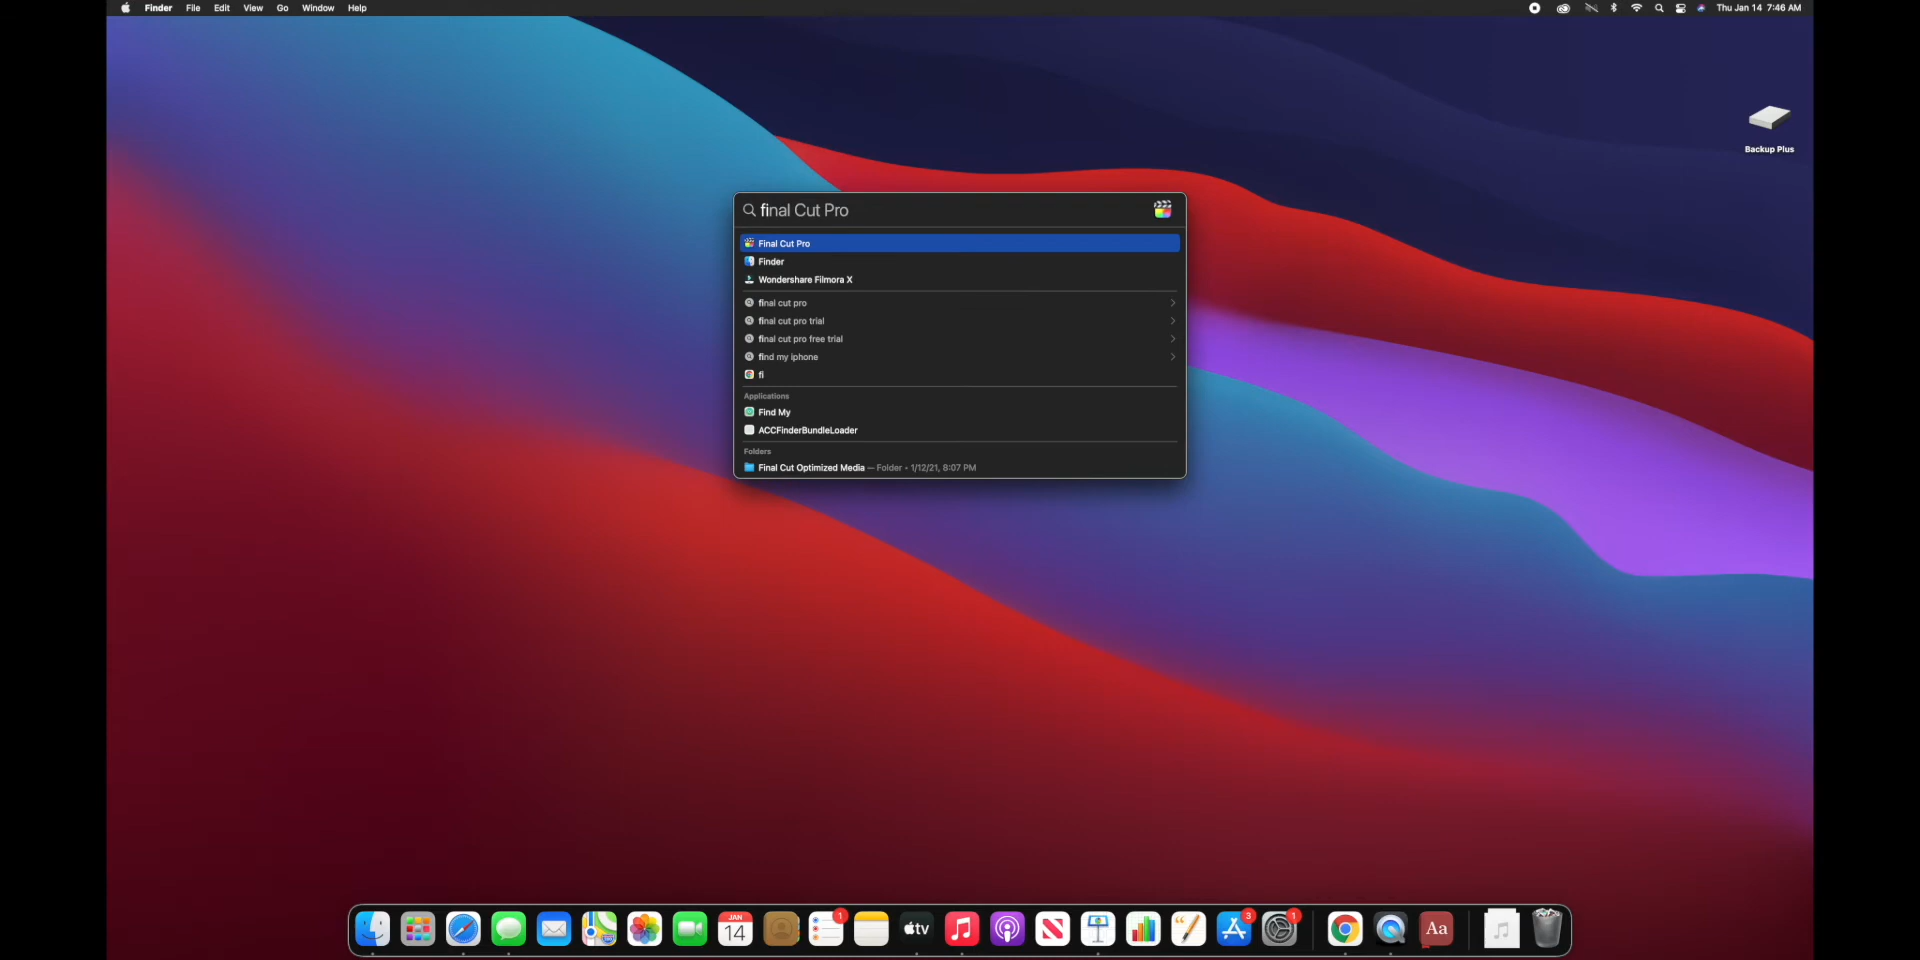 Finder File Edit View Go Window Help Thu Jan 14 7:46 AM
Backup Plus
final Cut Pro
Final Cut Pro
Finder
Wondershare Filmora X
final cut pro
final cut pro trial
final cut pro free trial
find my iphone
fi
Applications
Find My
ACCFinderBundleLoader
Folders
Final Cut Optimized Media — Folder • 1/12/21, 8:07 PM
JAN
14
1
tv
3
1
Aa